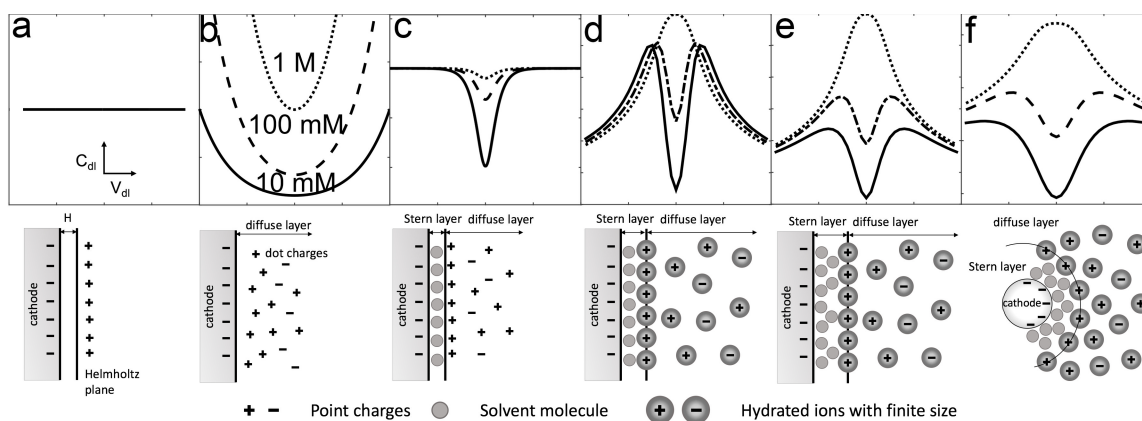 a
b
c
d
e
f
1 M
100 mM
10 mM
C dl
V dl
H
cathode
Helmholtz
plane
diffuse layer
dot charges
cathode
Stern layer diffuse layer
cathode
Stern layer diffuse layer
cathode
Stern layer diffuse layer
cathode
diffuse layer
Stern layer
cathode
Point charges
Solvent molecule
Hydrated ions with finite size